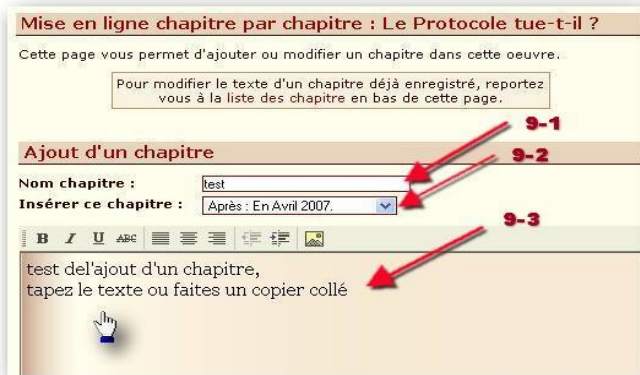 Mise en ligne chapitre par chapitre : Le Protocole tue-t-il ?
Cette page vous permet d'ajouter ou modifier un chapitre dans cette oeuvre.
Pour modifier le texte d'un chapitre déjà enregistré, reportez
vous à la liste des chapitre en bas de cette page.
9-1
Ajout d'un chapitre
9-2
Nom chapitre : test
Insérer ce chapitre : Après : En Avril 2007.
9-3
B I U ABC
test del'ajout d'un chapitre,
tapez le texte ou faites un copier collé